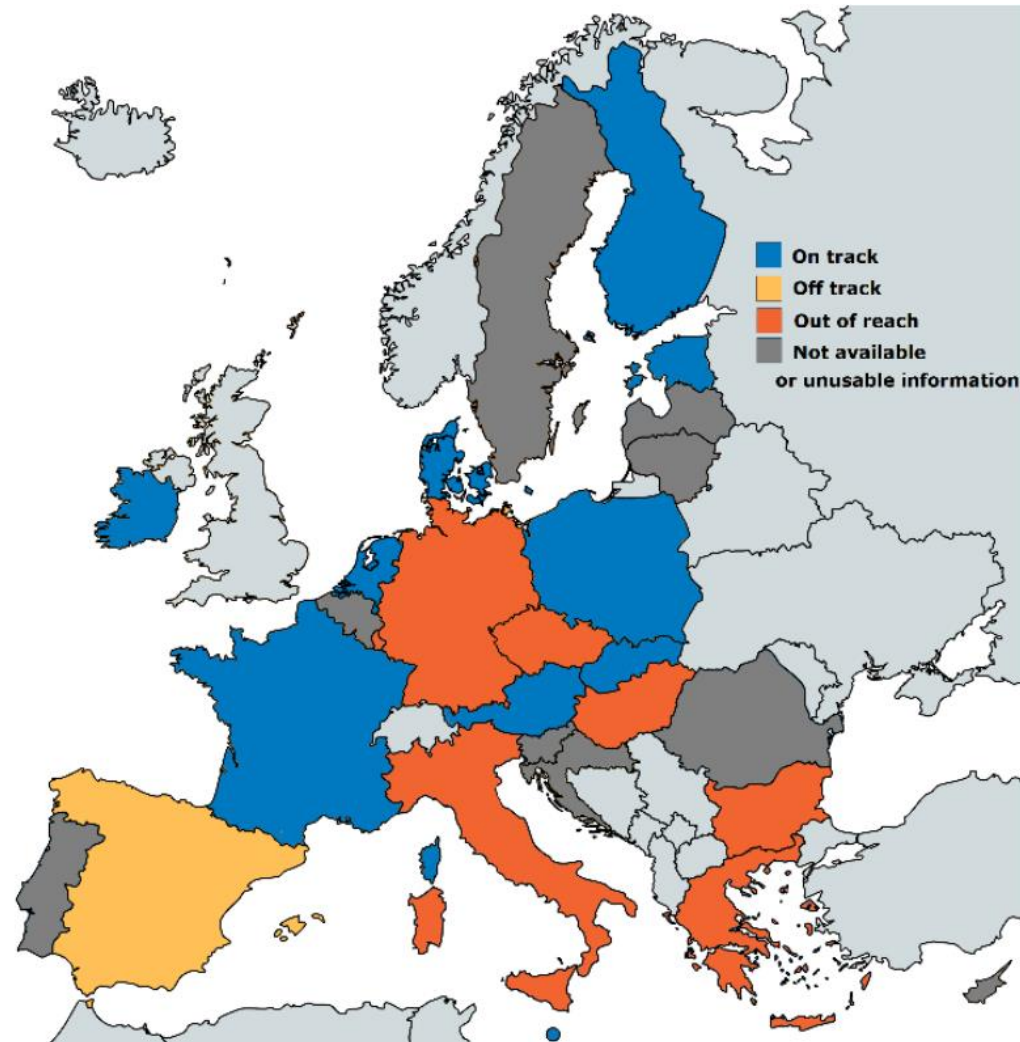 On track
Off track
Out of reach
Not available
or unusable information